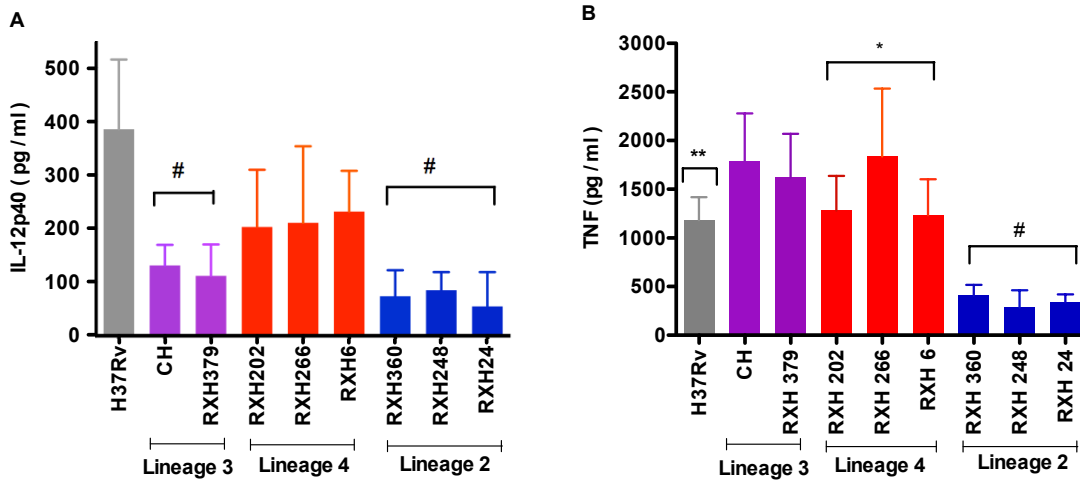 A
IL-12p40 ( pg / ml )
500
400
300
200
100
0
#
#
H37Rv
CH
RXH379
RXH202
RXH266
RXH6
RXH360
RXH248
RXH24
Lineage 3
Lineage 4
Lineage 2
B
TNF (pg / ml)
3000
2500
2000
1500
1000
500
0
**
*
#
H37Rv
CH
RXH 379
RXH 202
RXH 266
RXH 6
RXH 360
RXH 248
RXH 24
Lineage 3
Lineage 4
Lineage 2